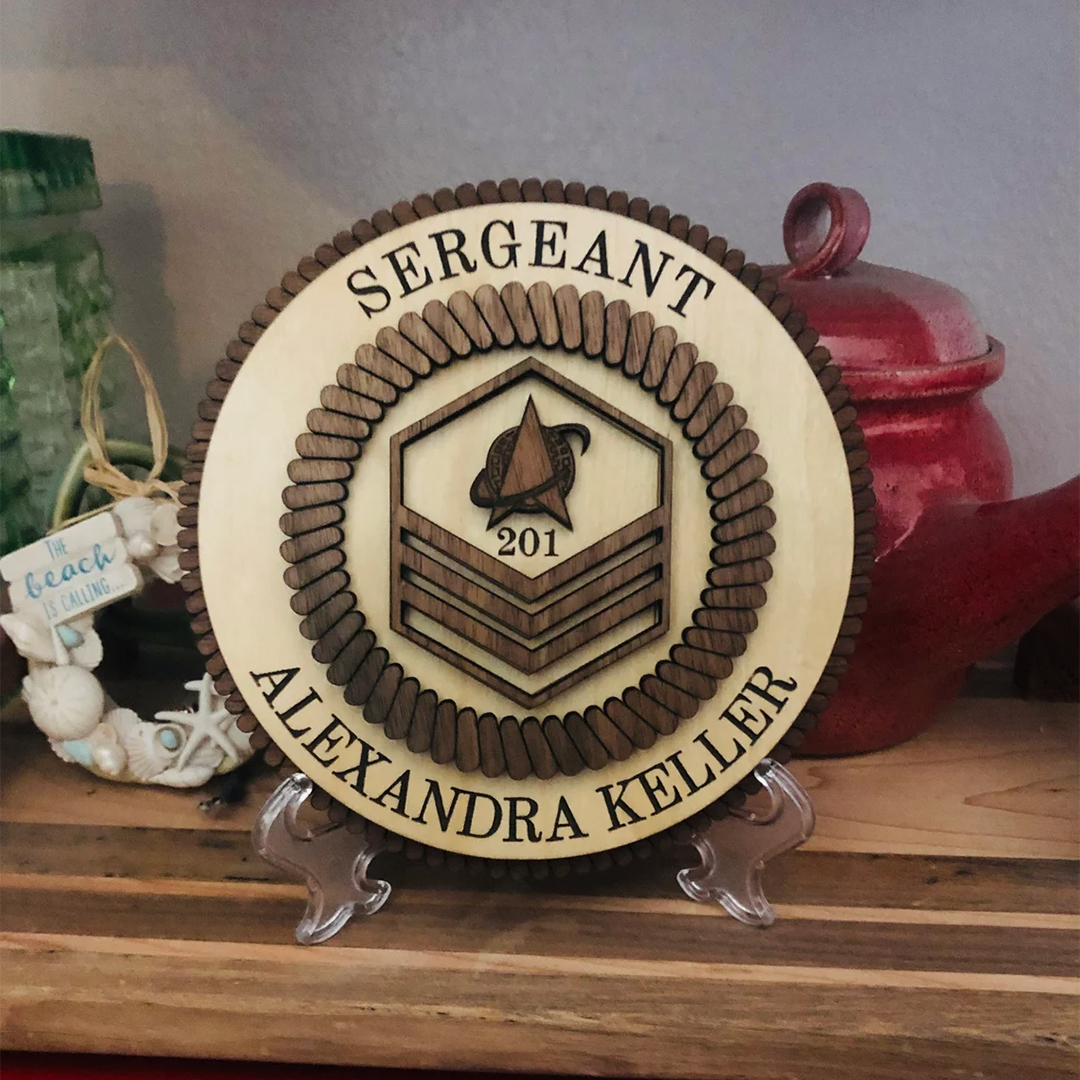 SERGEANT
201
ALEXANDRA KELLER
THE
beach
IS CALLING...